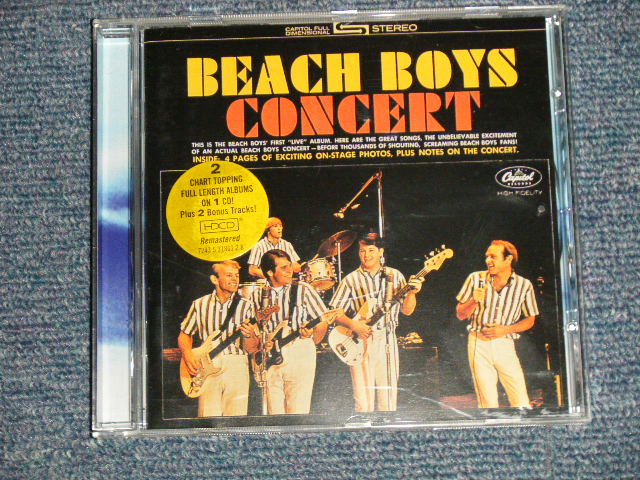 CAPITOL FULL DIMENSIONAL STEREO
BEACH BOYS
CONCERT
THIS IS THE BEACH BOYS' FIRST "LIVE" ALBUM. HERE ARE THE GREAT SONGS, THE UNBELIEVABLE EXCITEMENT
OF AN ACTUAL BEACH BOYS CONCERT—BEFORE THOUSANDS OF SHOUTING, SCREAMING BEACH BOYS FANS!
INSIDE: 4 PAGES OF EXCITING ON-STAGE PHOTOS, PLUS NOTES ON THE CONCERT.
2
CHART TOPPING
FULL LENGTH ALBUMS
ON 1 CD!
Plus 2 Bonus Tracks!
HDCD
Remastered
Capitol
RECORDS
HIGH FIDELITY